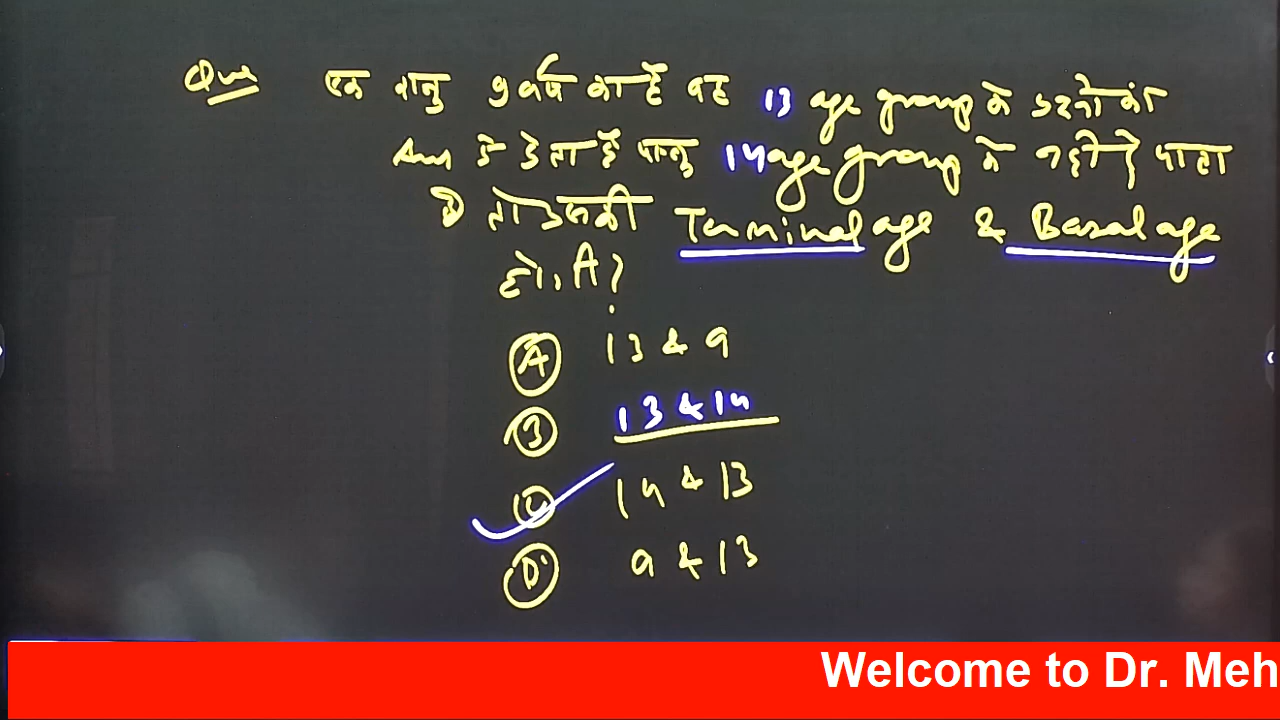 Que एक बालु 9 वर्ष का है वह 13 age group के प्रश्नो का
Ans दे देता है परन्तु 14 age group के नही दे पाता
है तो उसकी Terminal age & Basal age
होगी?
A 13 & 9
B 13 & 14
C 14 & 13
D 9 & 13
Welcome to Dr. Meh